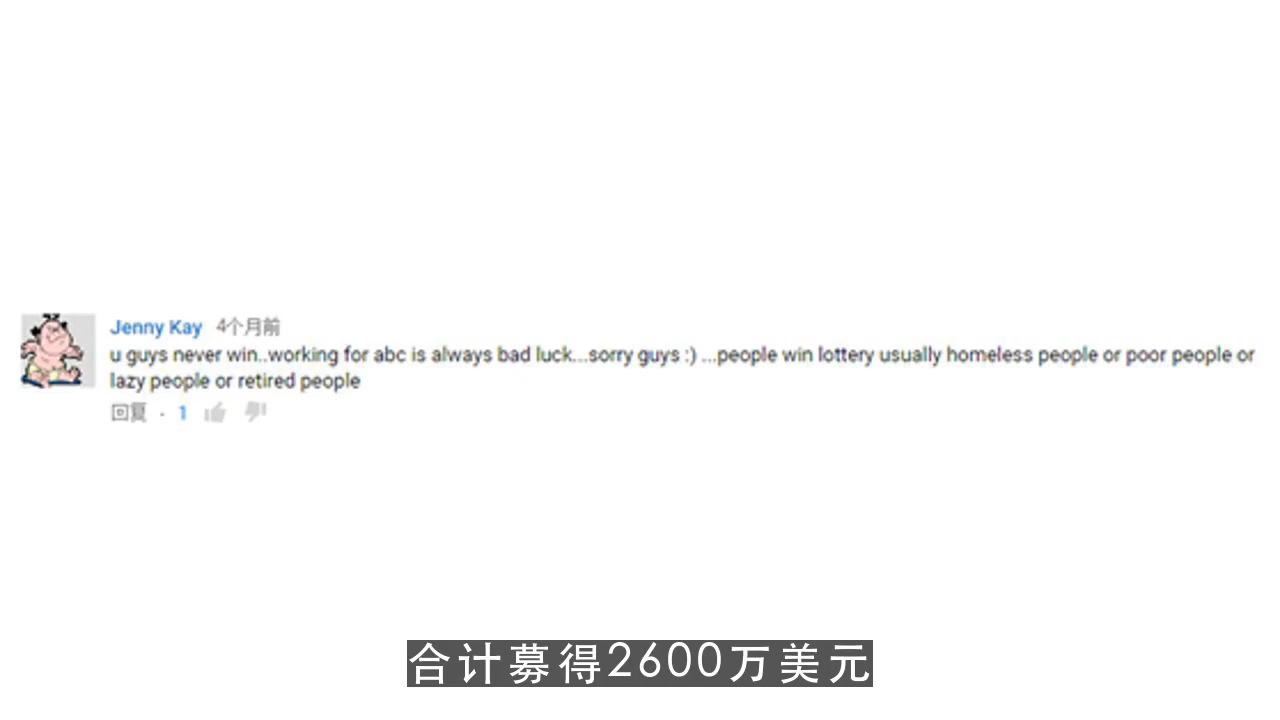 Jenny Kay 4个月前
u guys never win..working for abc is always bad luck...sorry guys :) ...people win lottery usually homeless people or poor people or
lazy people or retired people
回复 · 1
合计募得2600万美元